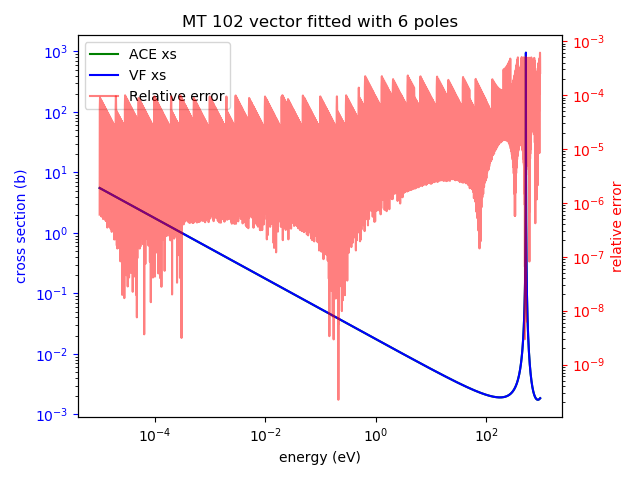 MT 102 vector fitted with 6 poles
ACE xs
VF xs
Relative error
cross section (b)
10³
10²
10¹
10⁰
10⁻¹
10⁻²
10⁻³
10⁻³
10⁻⁴
10⁻⁵
10⁻⁶
10⁻⁷
10⁻⁸
10⁻⁹
relative error
10⁻⁴
10⁻²
10⁰
10²
energy (eV)